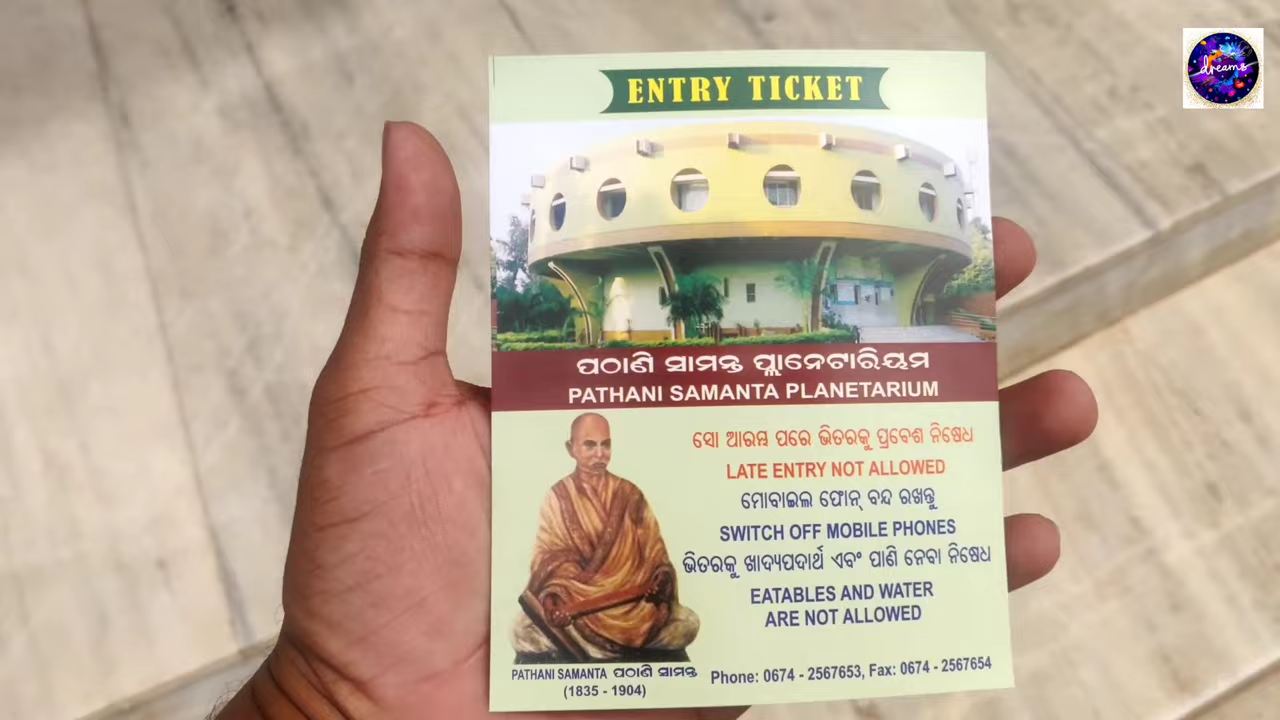 dreams
ENTRY TICKET
ପଠାଣି ସାମନ୍ତ ପ୍ଲାନେଟାରିୟମ
PATHANI SAMANTA PLANETARIUM
ସୋ ଆରମ୍ଭ ପରେ ଭିତରକୁ ପ୍ରବେଶ ନିଷେଧ
LATE ENTRY NOT ALLOWED
ମୋବାଇଲ ଫୋନ୍ ବନ୍ଦ ରଖନ୍ତୁ
SWITCH OFF MOBILE PHONES
ଭିତରକୁ ଖାଦ୍ୟପଦାର୍ଥ ଏବଂ ପାଣି ନେବା ନିଷେଧ
EATABLES AND WATER
ARE NOT ALLOWED
PATHANI SAMANTA ପଠାଣି ସାମନ୍ତ
(1835 - 1904)
Phone: 0674 - 2567653, Fax: 0674 - 2567654